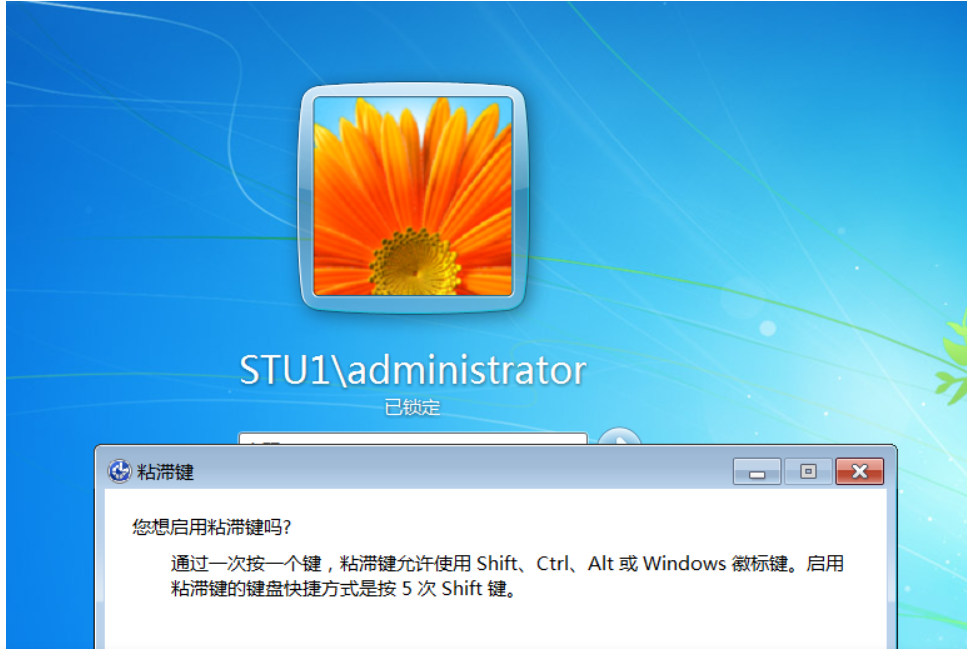 STU1\administrator
已锁定
粘滞键
您想启用粘滞键吗?
通过一次按一个键，粘滞键允许使用 Shift、Ctrl、Alt 或 Windows 徽标键。启用
粘滞键的键盘快捷方式是按 5 次 Shift 键。